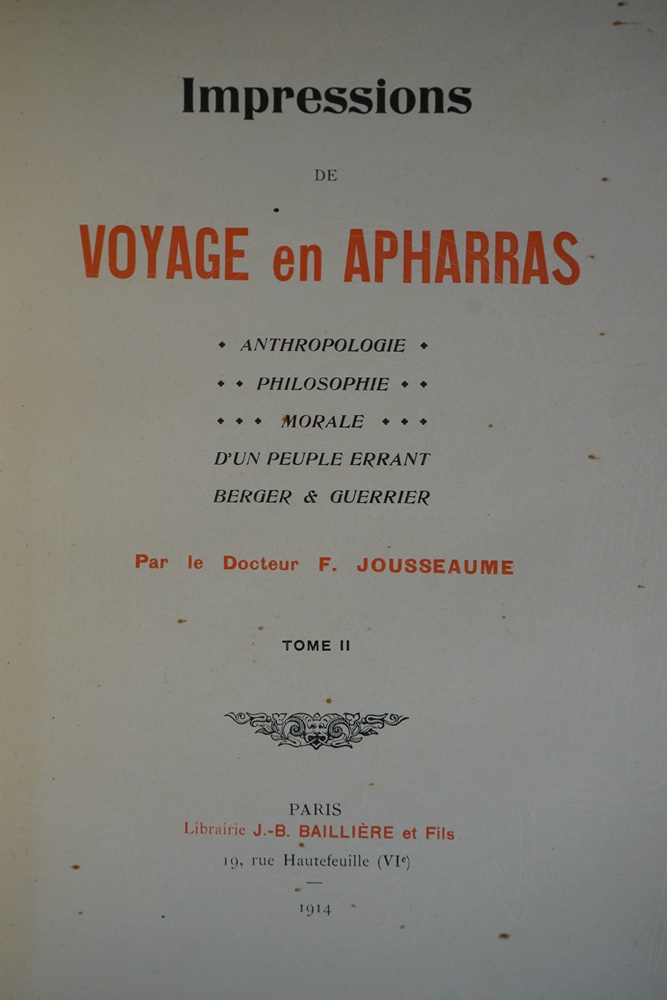 Impressions
DE
VOYAGE en APHARRAS
◆ ANTHROPOLOGIE ◆
◆ ◆ PHILOSOPHIE ◆ ◆
◆ ◆ ◆ MORALE ◆ ◆ ◆
D'UN PEUPLE ERRANT
BERGER & GUERRIER
Par le Docteur F. JOUSSEAUME
TOME II
PARIS
Librairie J.-B. BAILLIÈRE et Fils
19, rue Hautefeuille (VIᵉ)
—
1914